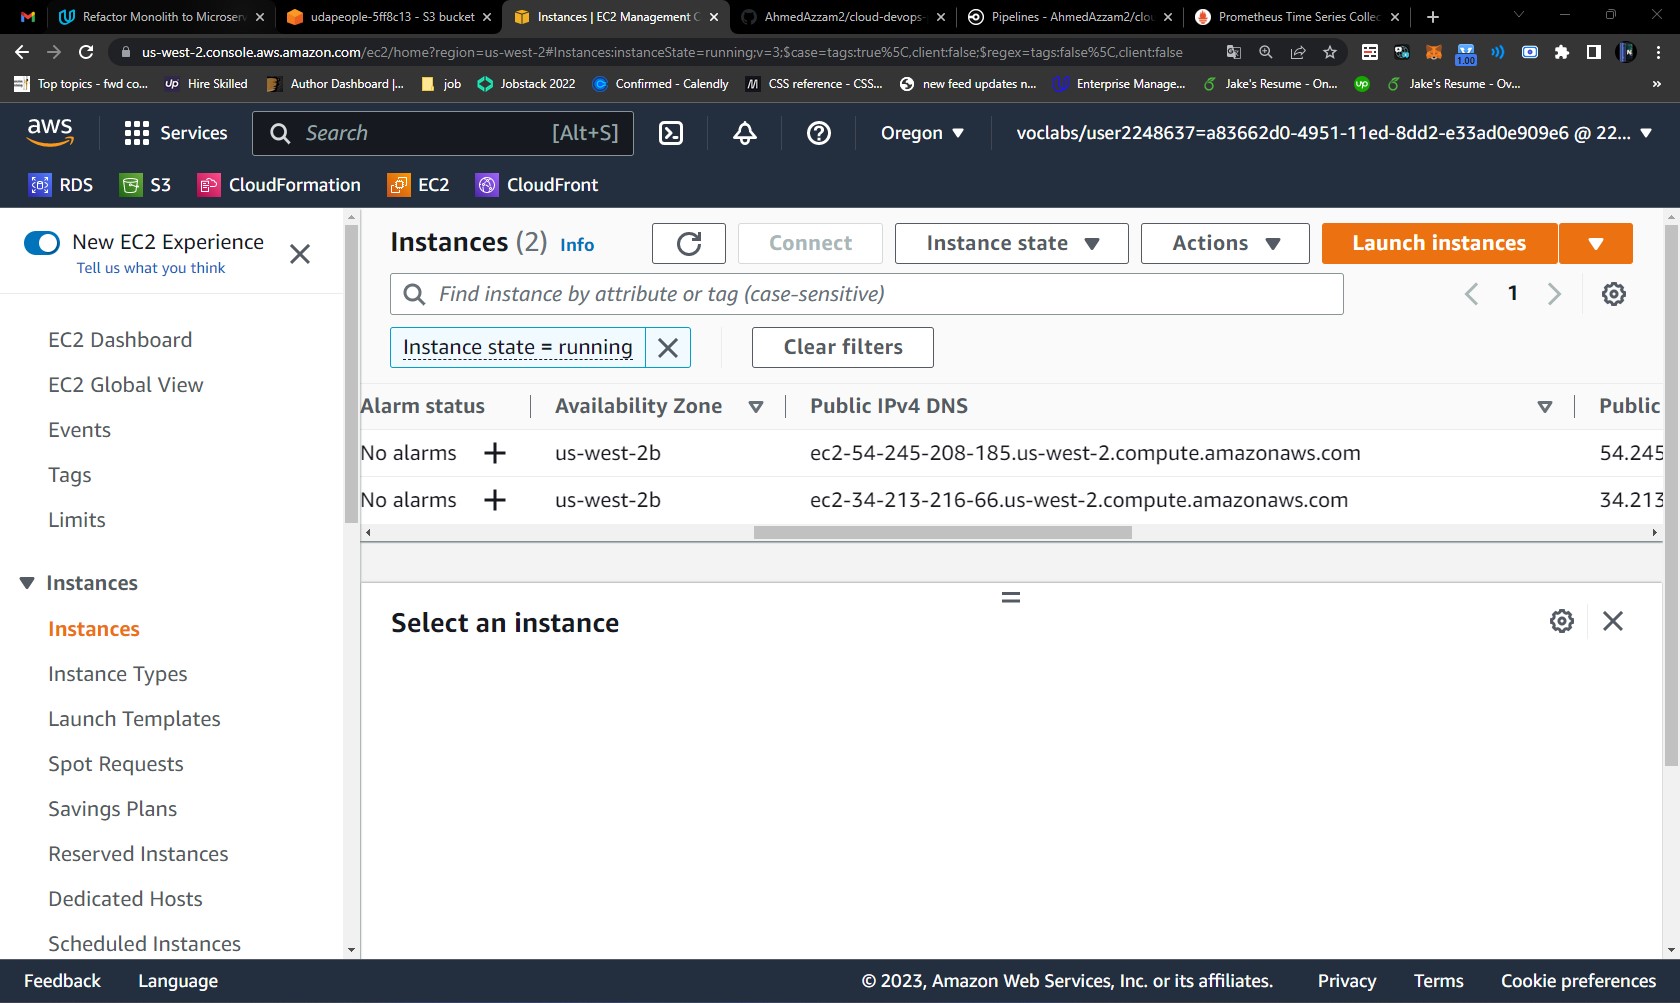 Refactor Monolith to Microserv
udapeople-5ff8c13 - S3 bucket
Instances | EC2 Management C
AhmedAzzam2/cloud-devops-
Pipelines - AhmedAzzam2/clou
Prometheus Time Series Collec
us-west-2.console.aws.amazon.com/ec2/home?region=us-west-2#Instances:instanceState=running;v=3;$case=tags:true%5C,client:false;$regex=tags:false%5C,client:false
1.00
Top topics - fwd co...
Up Hire Skilled
Author Dashboard |...
job
Jobstack 2022
Confirmed - Calendly
CSS reference - CSS...
new feed updates n...
Enterprise Manage...
Jake's Resume - On...
up
Jake's Resume - Ov...
»
aws
Services
Search [Alt+S]
Oregon
voclabs/user2248637=a83662d0-4951-11ed-8dd2-e33ad0e909e6 @ 22...
RDS
S3
CloudFormation
EC2
CloudFront
New EC2 Experience
Tell us what you think
EC2 Dashboard
EC2 Global View
Events
Tags
Limits
Instances
Instances
Instance Types
Launch Templates
Spot Requests
Savings Plans
Reserved Instances
Dedicated Hosts
Scheduled Instances
Instances (2) Info
Connect
Instance state
Actions
Launch instances
Find instance by attribute or tag (case-sensitive)
1
Instance state = running
Clear filters
Alarm status | Availability Zone | Public IPv4 DNS | Public
No alarms + us-west-2b ec2-54-245-208-185.us-west-2.compute.amazonaws.com 54.245
No alarms + us-west-2b ec2-34-213-216-66.us-west-2.compute.amazonaws.com 34.213
Select an instance
Feedback
Language
© 2023, Amazon Web Services, Inc. or its affiliates.
Privacy
Terms
Cookie preferences